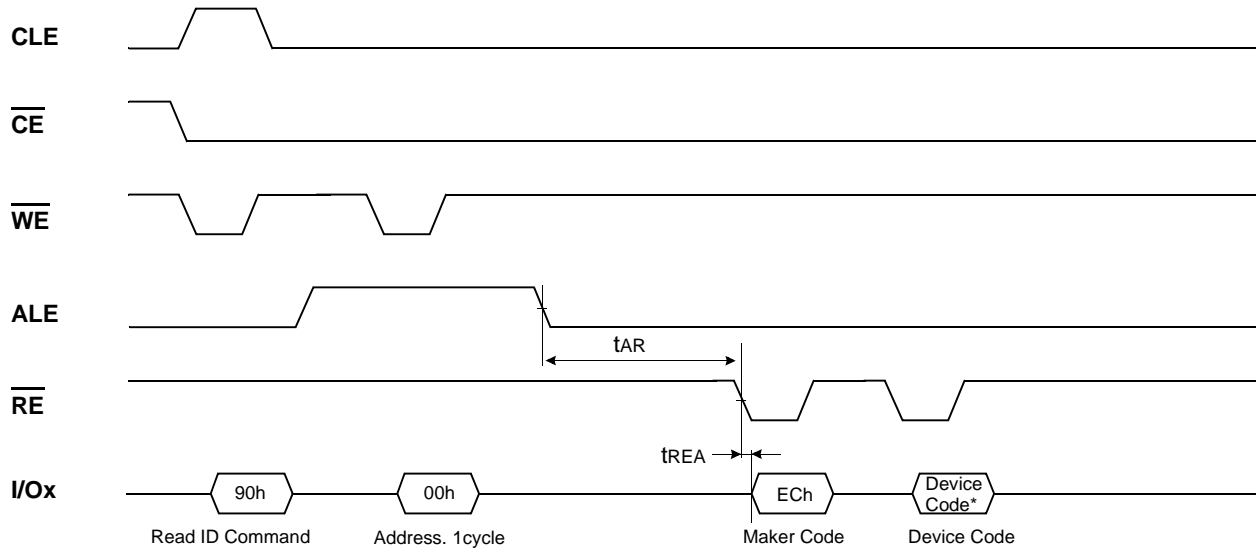 CLE
CE
WE
ALE
tAR
RE
tREA
I/Ox
90h
00h
ECh
Device
Code*
Read ID Command
Address. 1cycle
Maker Code
Device Code